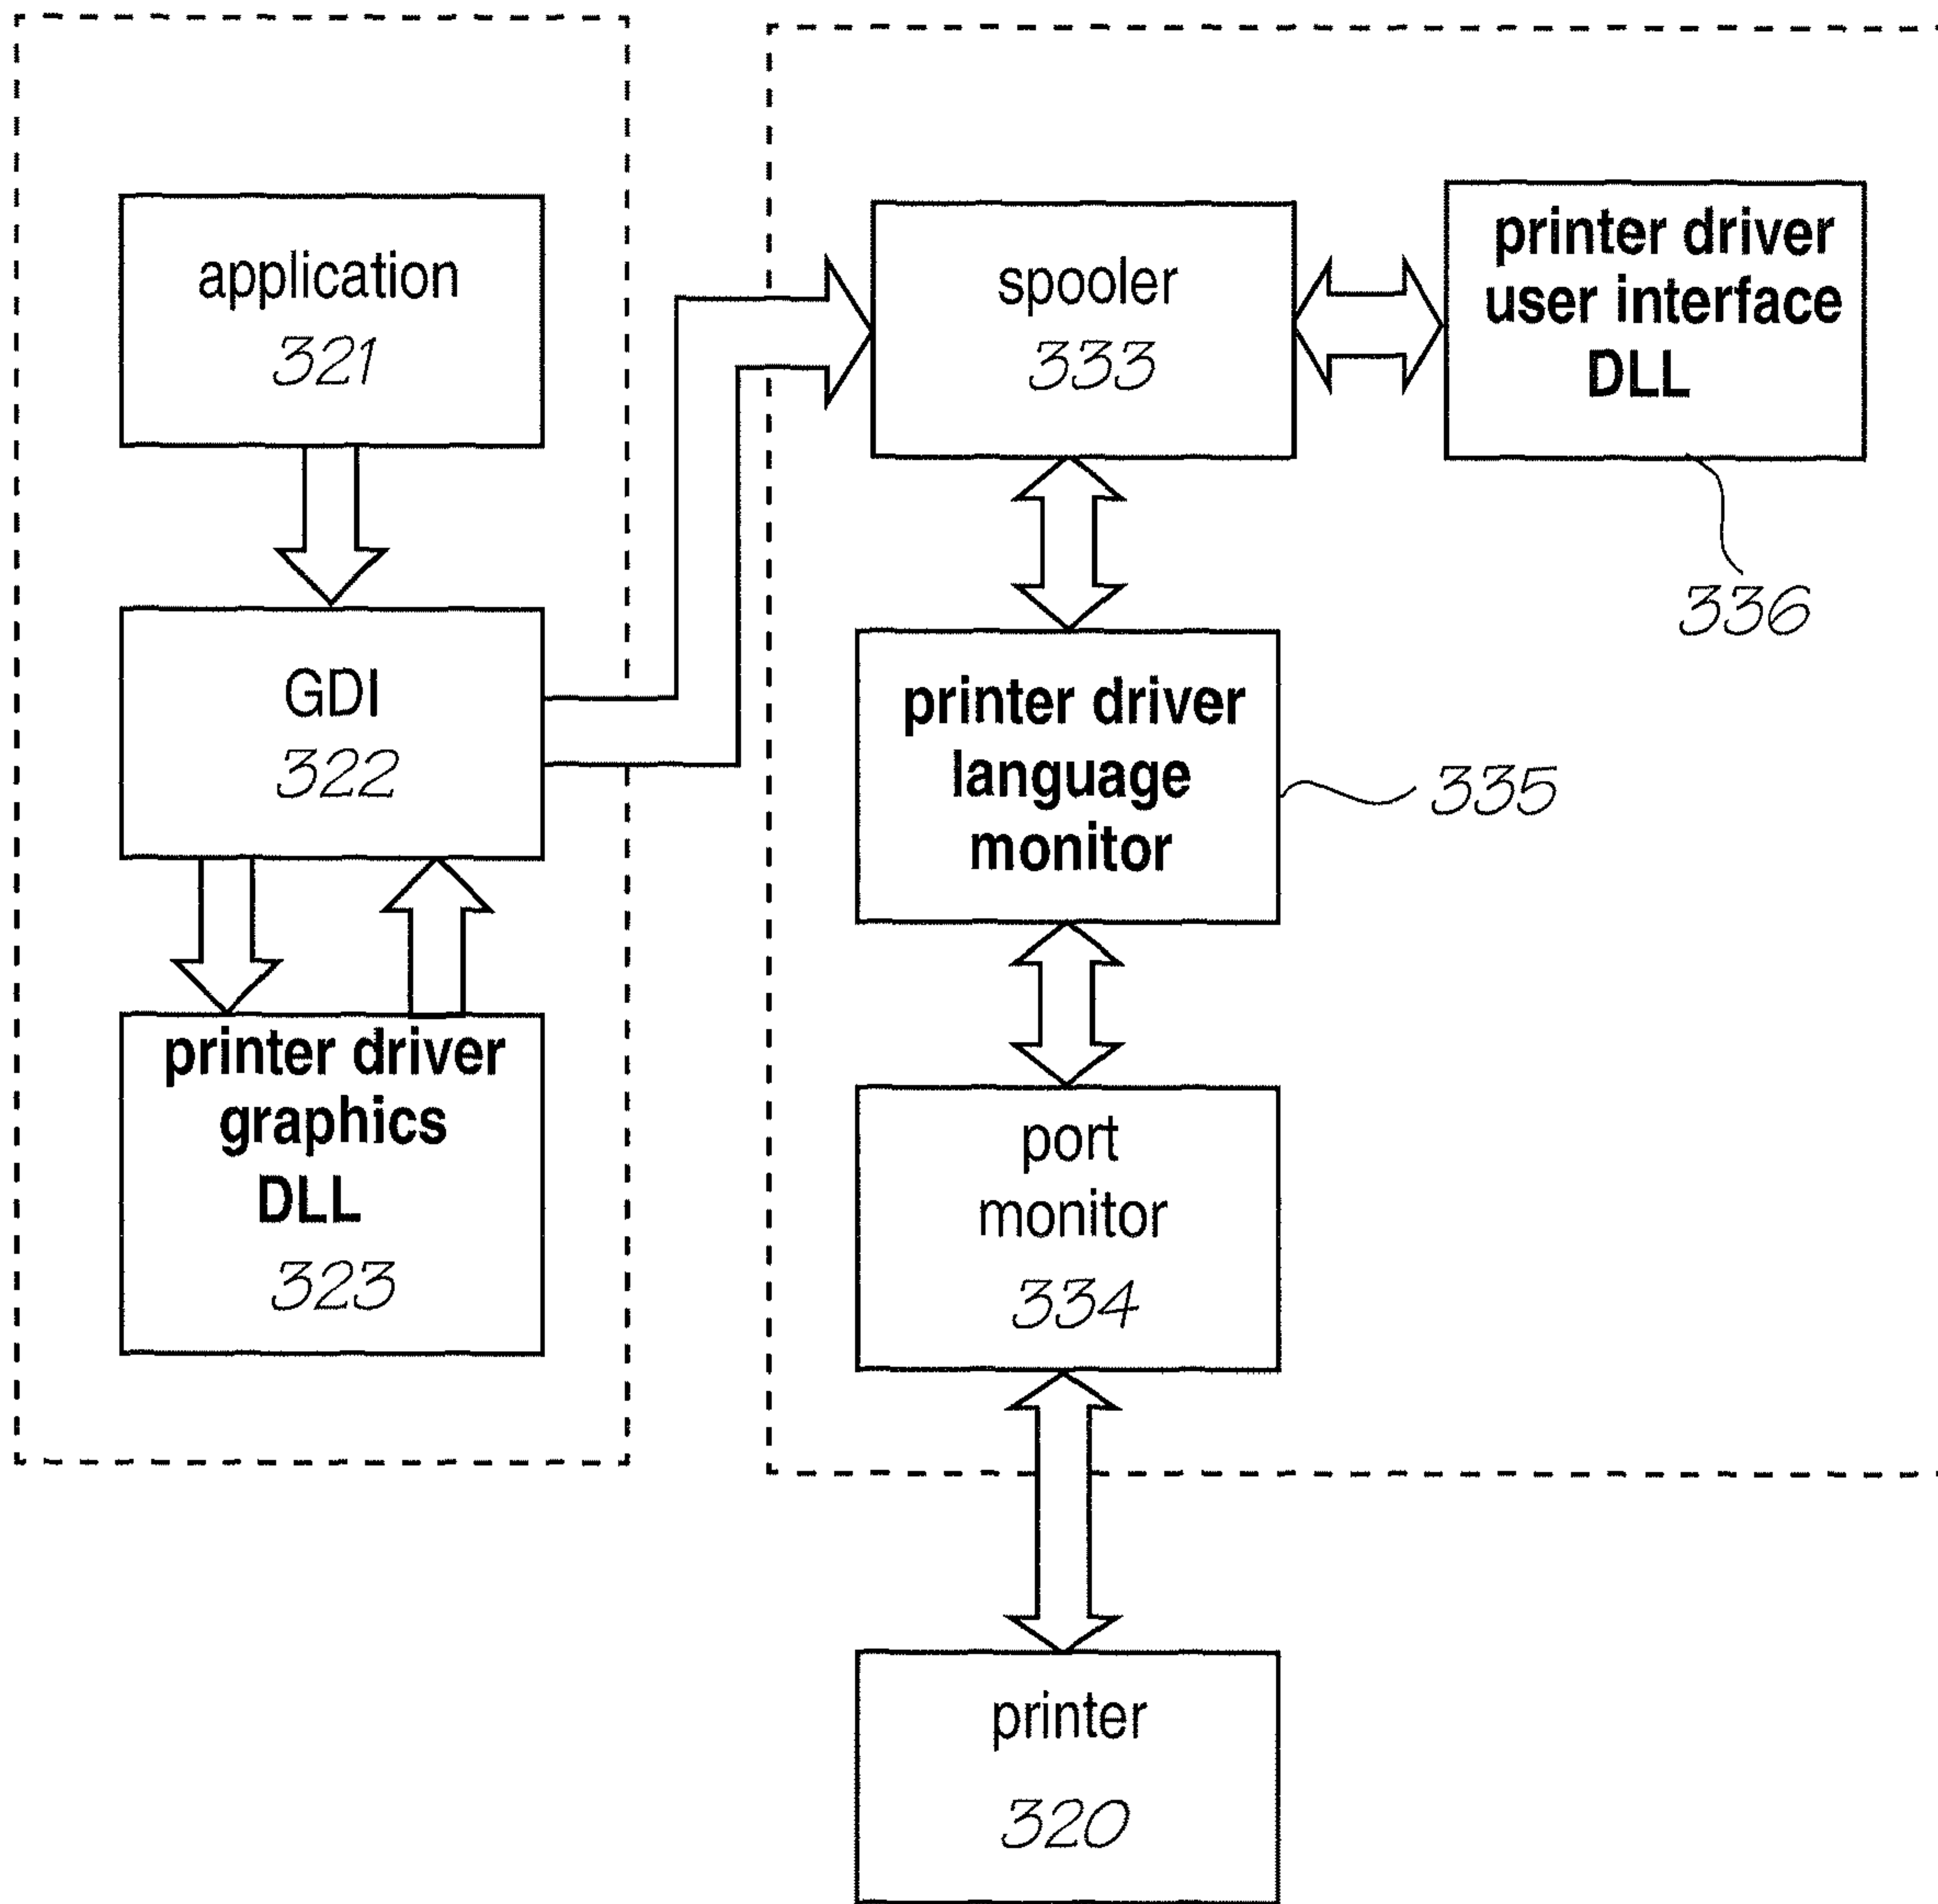 application
321
GDI
322
printer driver
graphics
DLL
323
spooler
333
printer driver
user interface
DLL
336
printer driver
language
monitor
335
port
monitor
334
printer
320